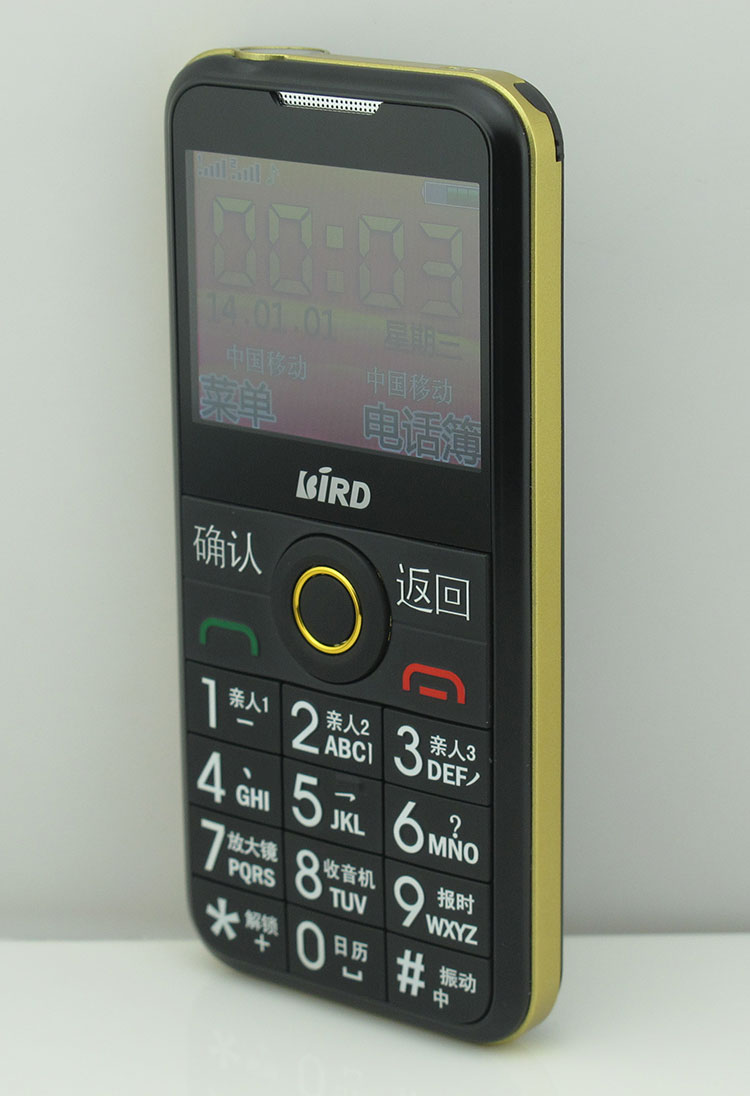 00:03
14.01.01 星期三
中国移动 中国移动
菜单 电话簿
BiRD
确认 返回
1 亲人1
2 亲人2 ABC
3 亲人3 DEF
4 GHI
5 JKL
6 ? MNO
7 放大镜 PQRS
8 收音机 TUV
9 报时 WXYZ
* 解锁 +
0 日历
# 振动 中